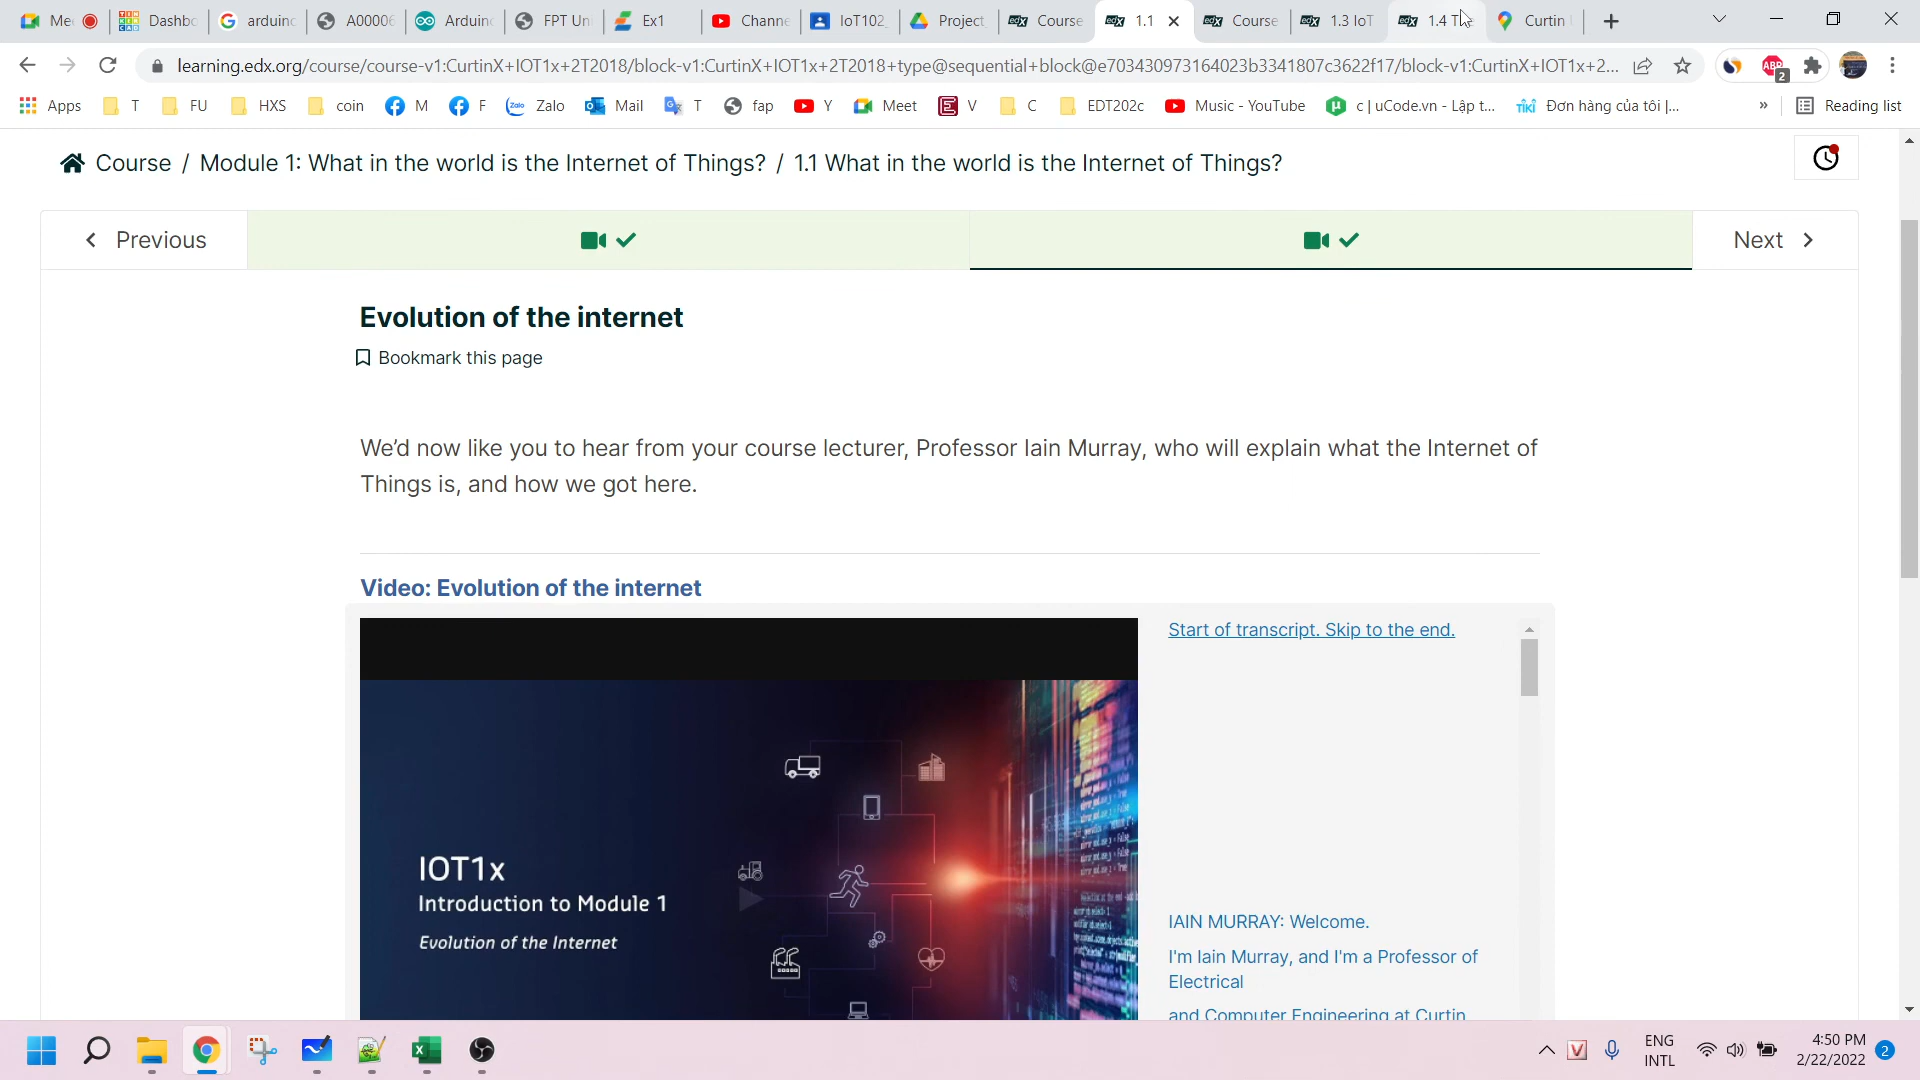 Me
Dashbo
arduino
A00006
Arduino
FPT Un
Ex1
Channe
IoT102
Project
Course
1.1
Course
1.3 IoT
1.4 T
Curtin
learning.edx.org/course/course-v1:CurtinX+IOT1x+2T2018/block-v1:CurtinX+IOT1x+2T2018+type@sequential+block@e703430973164023b3341807c3622f17/block-v1:CurtinX+IOT1x+2...
ABP 2
Apps T FU HXS coin M F Zalo Mail T fap Y Meet V C EDT202c Music - YouTube c | uCode.vn - Lập t... Đơn hàng của tôi |... » Reading list
Course / Module 1: What in the world is the Internet of Things? / 1.1 What in the world is the Internet of Things?
Previous
Next
Evolution of the internet
Bookmark this page
We'd now like you to hear from your course lecturer, Professor Iain Murray, who will explain what the Internet of
Things is, and how we got here.
Video: Evolution of the internet
Start of transcript. Skip to the end.
IOT1x
Introduction to Module 1
Evolution of the Internet
IAIN MURRAY: Welcome.
I'm Iain Murray, and I'm a Professor of
Electrical
and Computer Engineering at Curtin
ENG
INTL
4:50 PM
2/22/2022
2